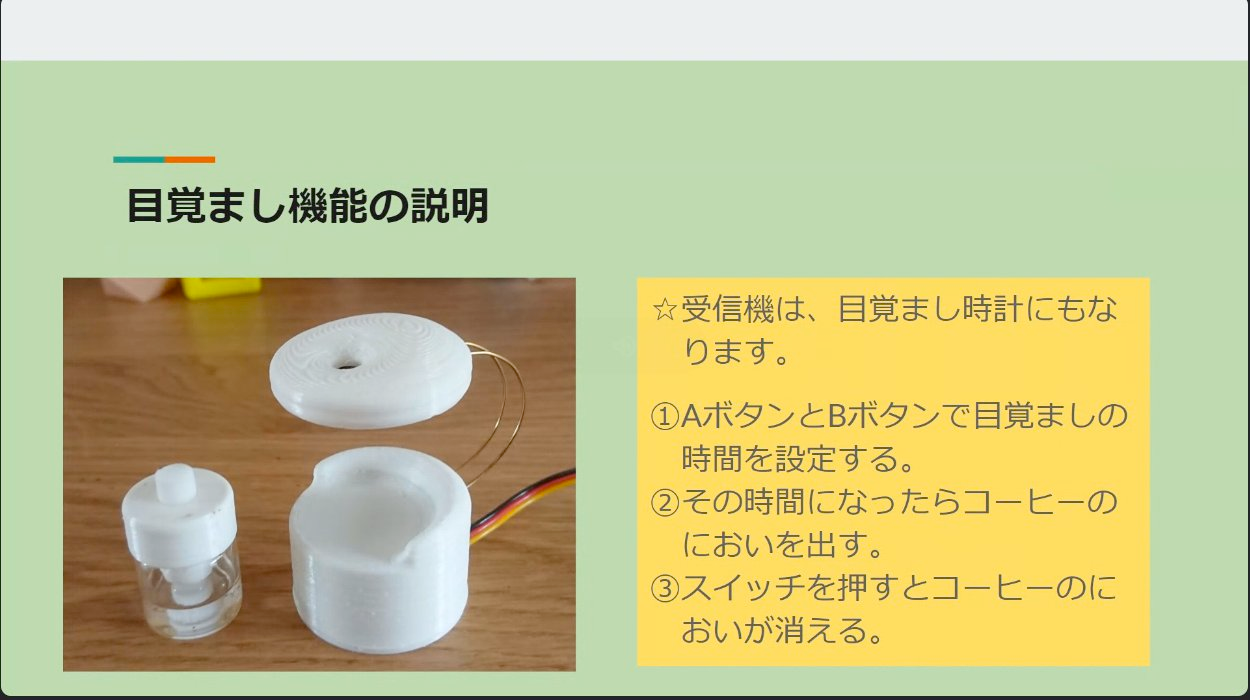 目覚まし機能の説明
☆受信機は、目覚まし時計にもな
ります。
①AボタンとBボタンで目覚ましの
時間を設定する。
②その時間になったらコーヒーの
においを出す。
③スイッチを押すとコーヒーのに
おいが消える。